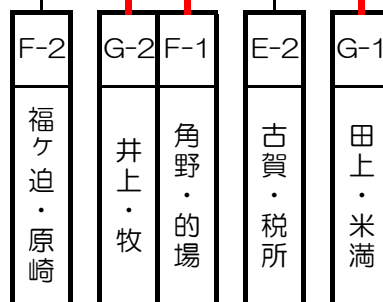 F-2
G-2
F-1
E-2
G-1
福ケ迫・原崎
井上・牧
角野・的場
古賀・税所
田上・米満